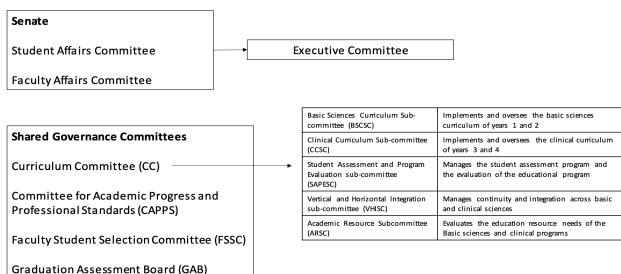 Senate
Student Affairs Committee
Executive Committee
Faculty Affairs Committee
Shared Governance Committees
Curriculum Committee (CC)
Committee for Academic Progress and
Professional Standards (CAPPS)
Faculty Student Selection Committee (FSSC)
Graduation Assessment Board (GAB)
Basic Sciences Curriculum Sub-
committee (BSCSC)
Implements and oversee the basic sciences
curriculum of years 1 and 2
Clinical Curriculum Sub-committee
(CCSC)
Implements and oversees the clinical curriculum
of years 3 and 4
Student Assessment and Program
Evaluation sub-committee
(SAPESC)
Manages the student assessment program and
the evaluation of the educational program
Vertical and Horizontal Integration
sub-committee (VHISC)
Manages continuity and integration across basic
and clinical sciences
Academic Resource Subcommittee
(ARSC)
Evaluates the education resource needs of the
Basic sciences and clinical programs